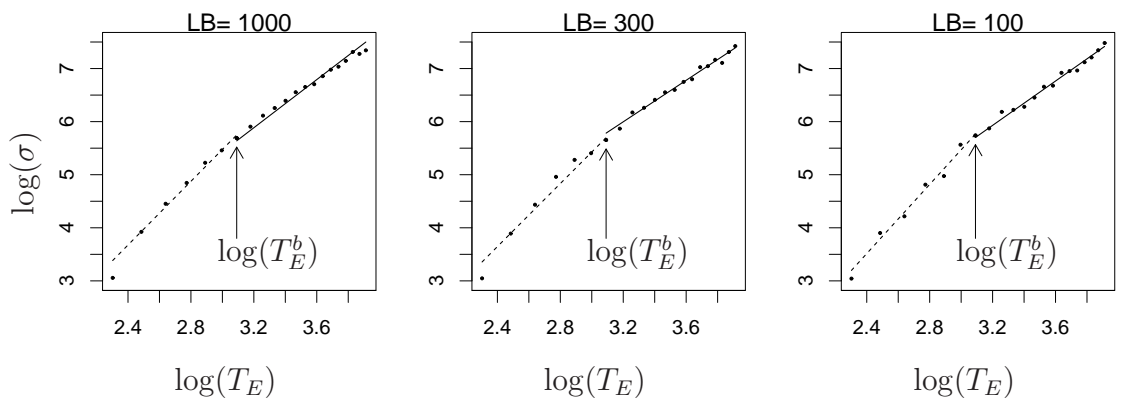 LB= 1000 LB= 300 LB= 100
7 7 7
6 6 6
log(σ)
5 5 5
4 4 4
log(T_E^b) log(T_E^b) log(T_E^b)
3 3 3
2.4 2.8 3.2 3.6 2.4 2.8 3.2 3.6 2.4 2.8 3.2 3.6
log(T_E) log(T_E) log(T_E)